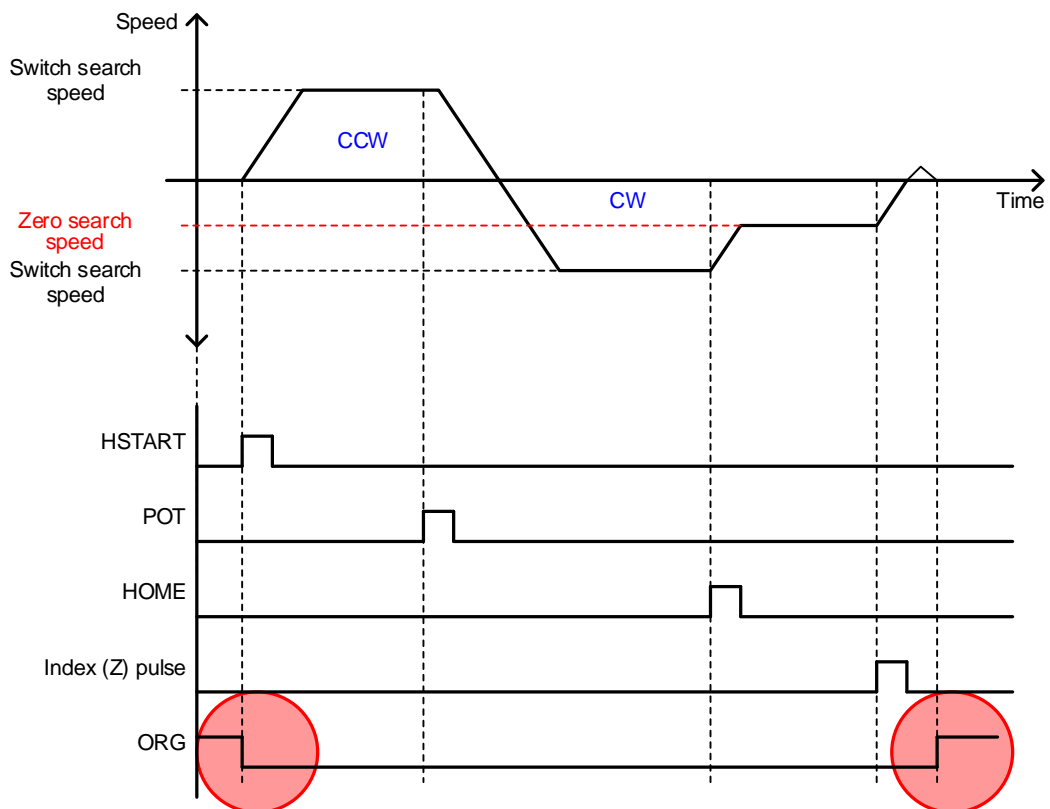 Speed
Switch search
speed
CCW
CW
Time
Zero search
speed
Switch search
speed
HSTART
POT
HOME
Index (Z) pulse
ORG